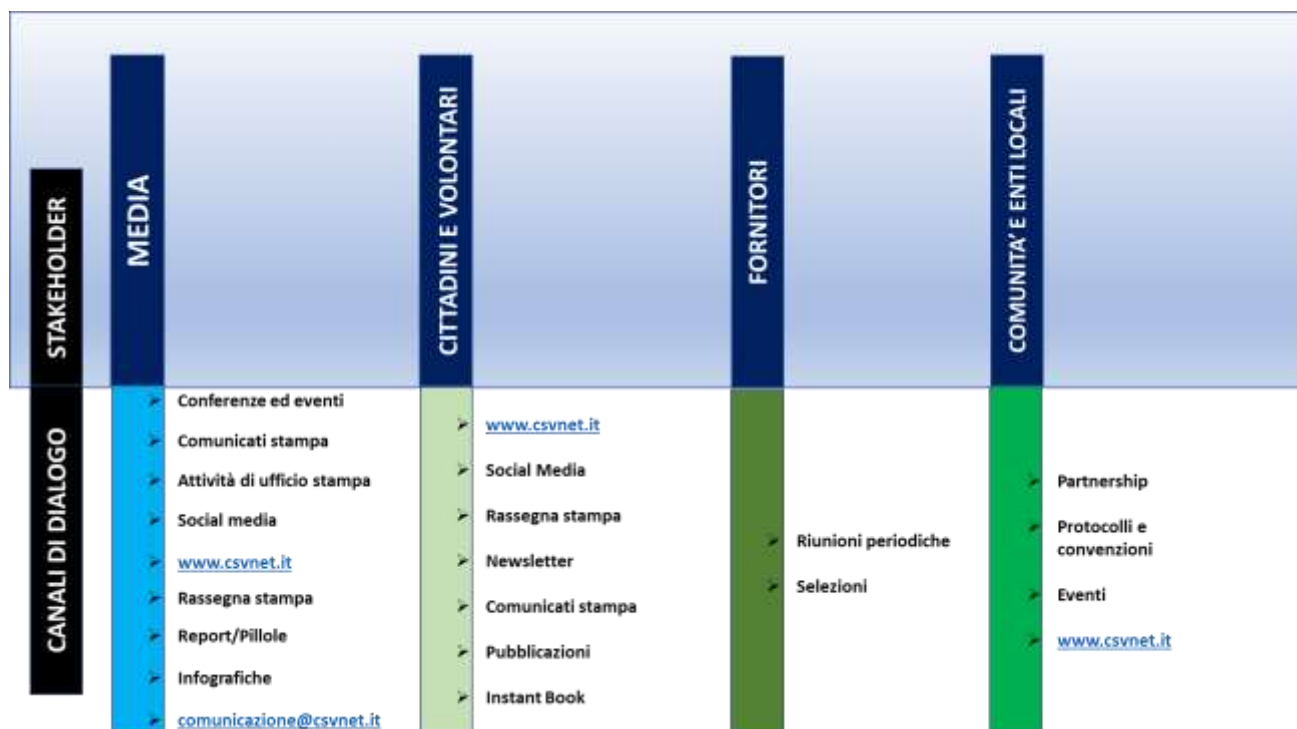 STAKEHOLDER
MEDIA
CITTADINI E VOLONTARI
FORNITORI
COMUNITA' E ENTI LOCALI
CANALI DI DIALOGO
Conferenze ed eventi
Comunicati stampa
Attività di ufficio stampa
Social media
www.csvnet.it
Rassegna stampa
Report/Pillole
Infografiche
comunicazione@csvnet.it
www.csvnet.it
Social Media
Rassegna stampa
Newsletter
Comunicati stampa
Pubblicazioni
Instant Book
Riunioni periodiche
Selezioni
Partnership
Protocolli e
convenzioni
Eventi
www.csvnet.it